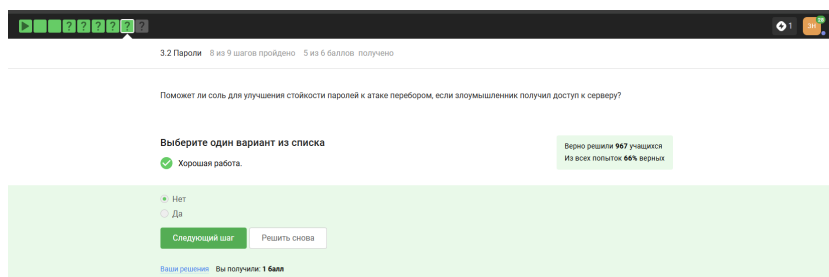 ? ? ? ? ? ?
1
ЗН
28
3.2 Пароли 8 из 9 шагов пройдено 5 из 6 баллов получено
Поможет ли соль для улучшения стойкости паролей к атаке перебором, если злоумышленник получил доступ к серверу?
Выберите один вариант из списка
Хорошая работа.
Верно решили 967 учащихся
Из всех попыток 66% верных
Нет
Да
Следующий шаг Решить снова
Ваши решения Вы получили: 1 балл